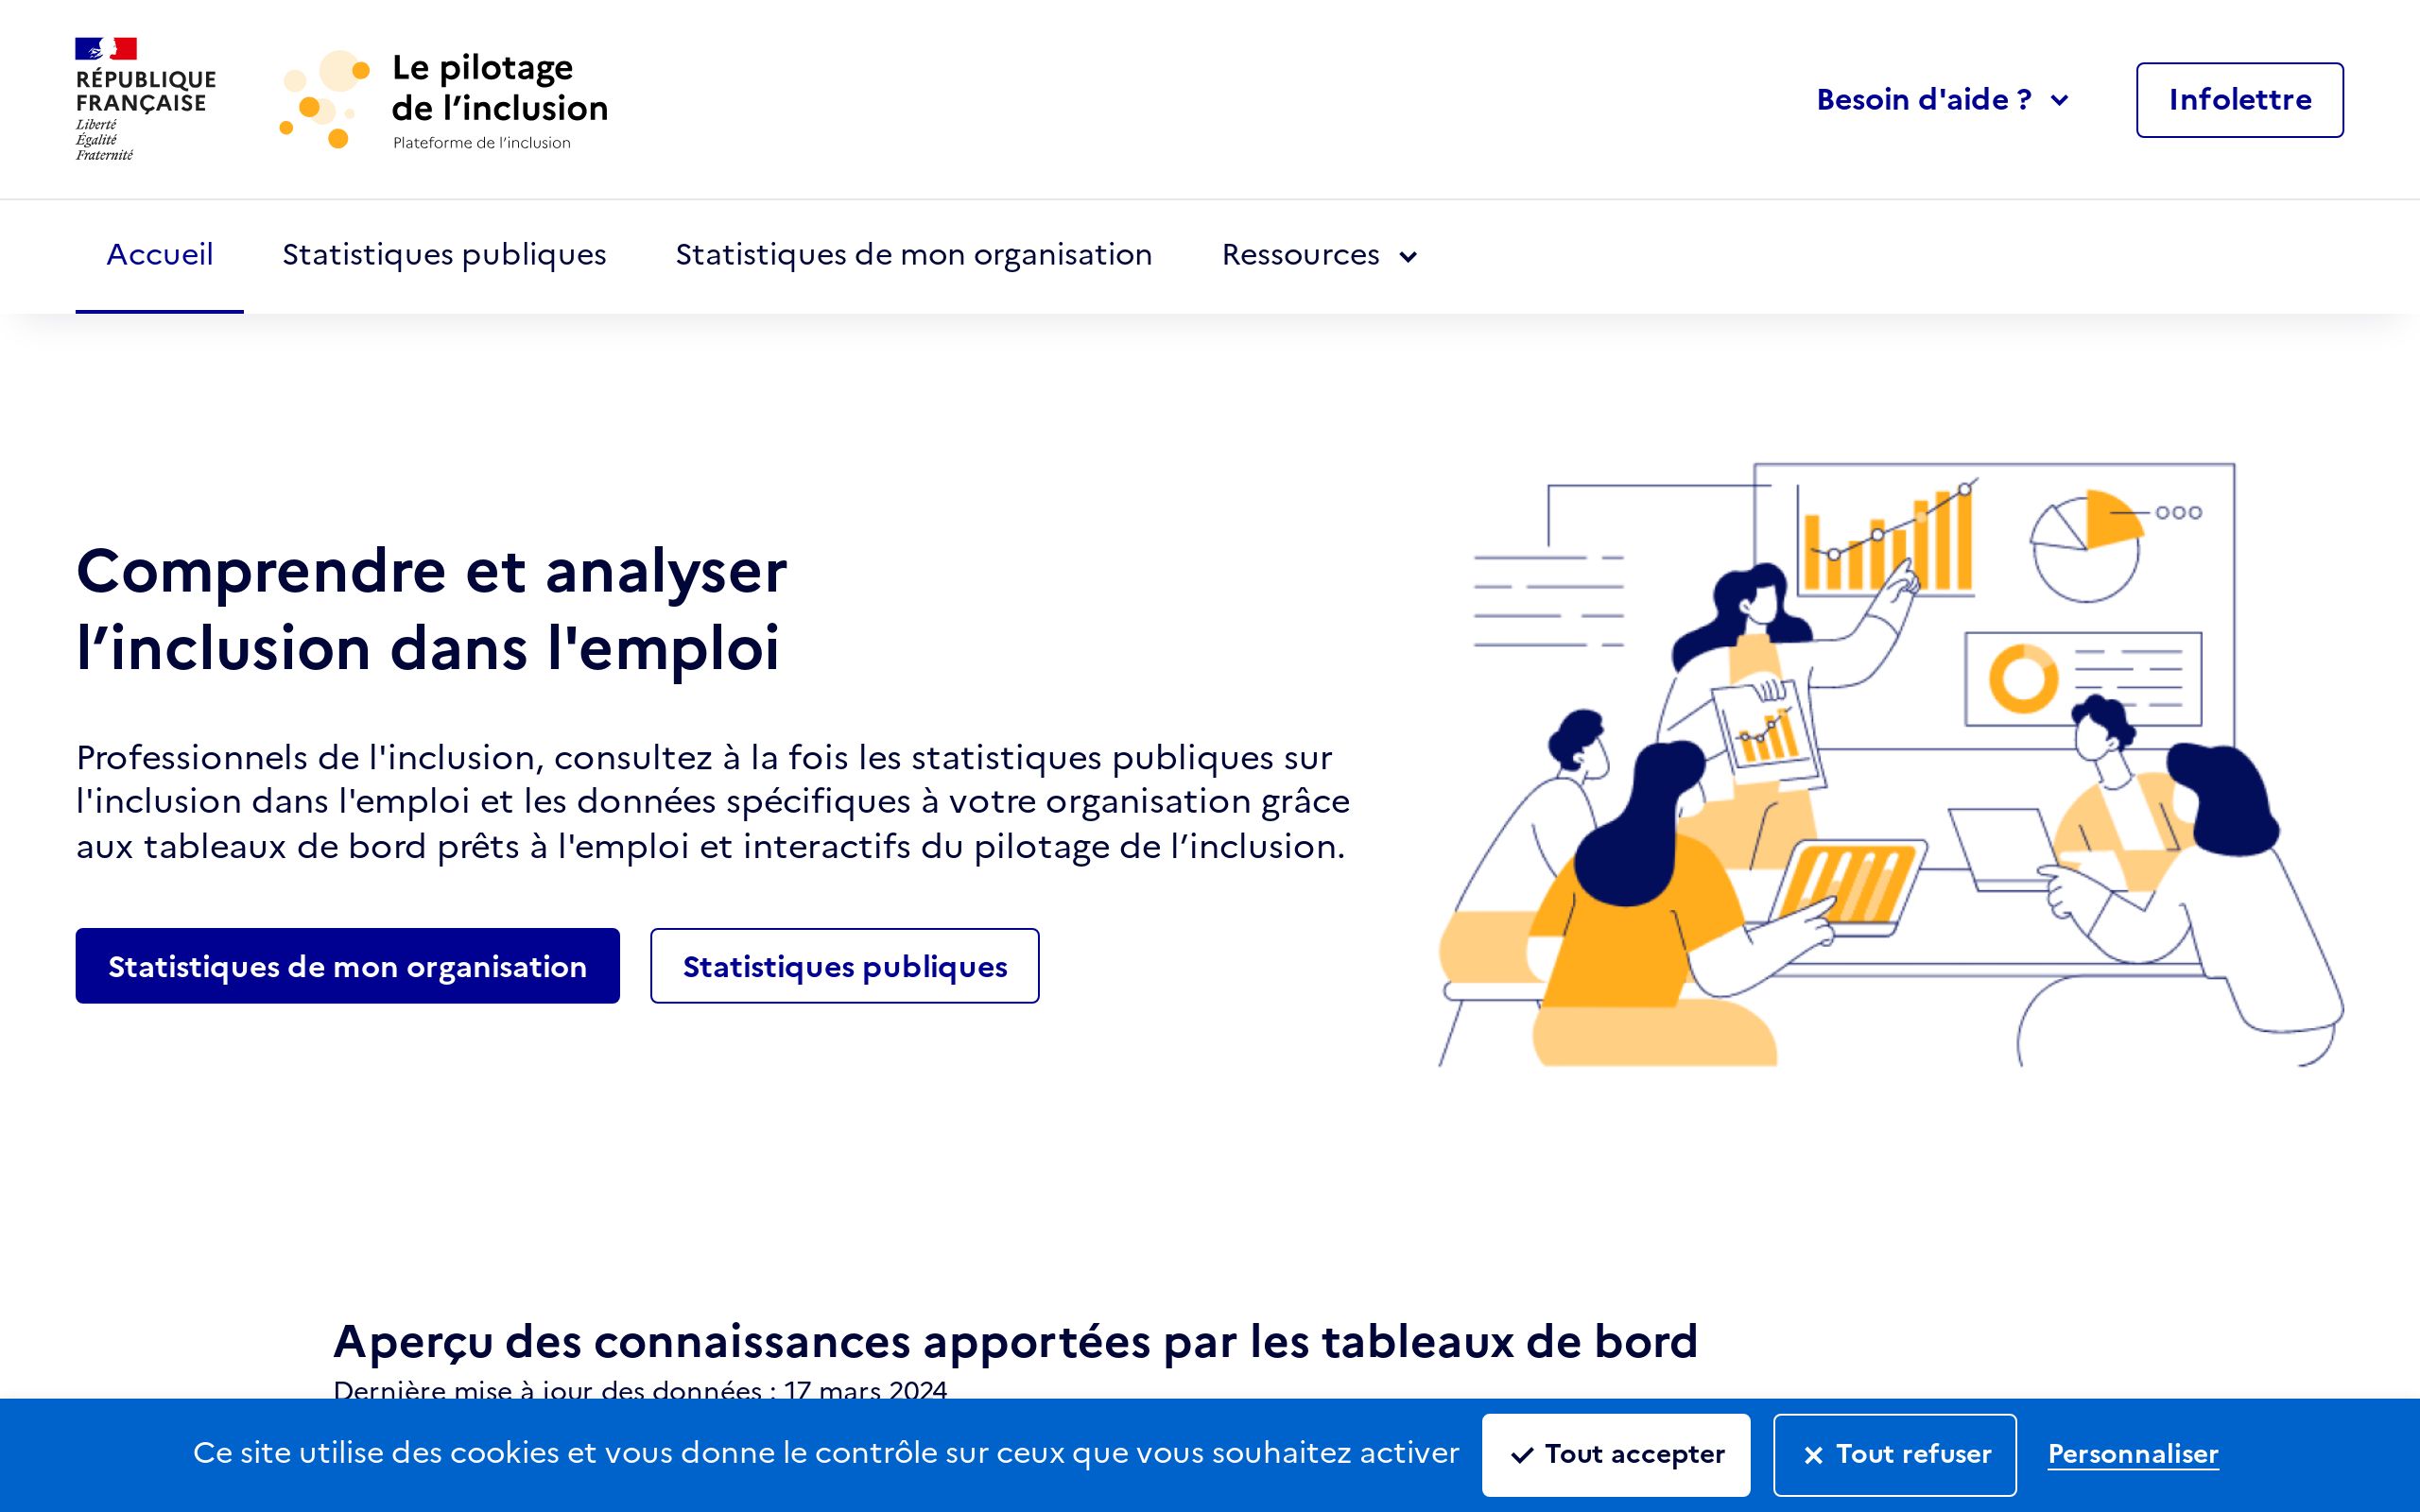 RÉPUBLIQUE
FRANÇAISE
Liberté
Égalité
Fraternité
Le pilotage
de l’inclusion
Plateforme de l’inclusion
Besoin d'aide ?
Infolettre
Accueil
Statistiques publiques
Statistiques de mon organisation
Ressources
Comprendre et analyser
l’inclusion dans l'emploi
Professionnels de l'inclusion, consultez à la fois les statistiques publiques sur
l'inclusion dans l'emploi et les données spécifiques à votre organisation grâce
aux tableaux de bord prêts à l'emploi et interactifs du pilotage de l’inclusion.
Statistiques de mon organisation
Statistiques publiques
Aperçu des connaissances apportées par les tableaux de bord
Dernière mise à jour des données : 17 mars 2024
Ce site utilise des cookies et vous donne le contrôle sur ceux que vous souhaitez activer
Tout accepter
Tout refuser
Personnaliser